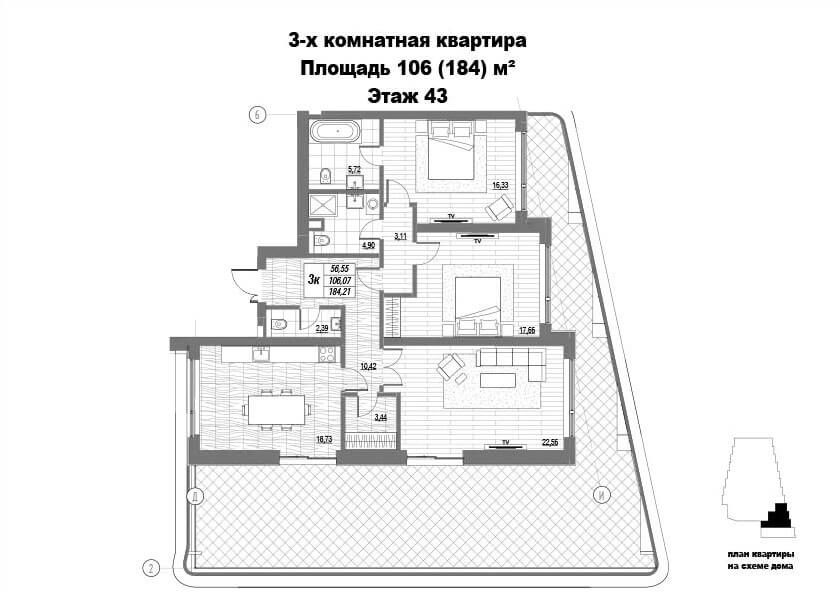 3-х комнатная квартира
Площадь 106 (184) м²
Этаж 43
6
5,72
16,33
TV
4,90
3,11
TV
3к
56,55
106,07
184,21
2,39
17,66
10,42
3,44
18,73
TV
22,56
Д
И
2
план квартиры
на схеме дома